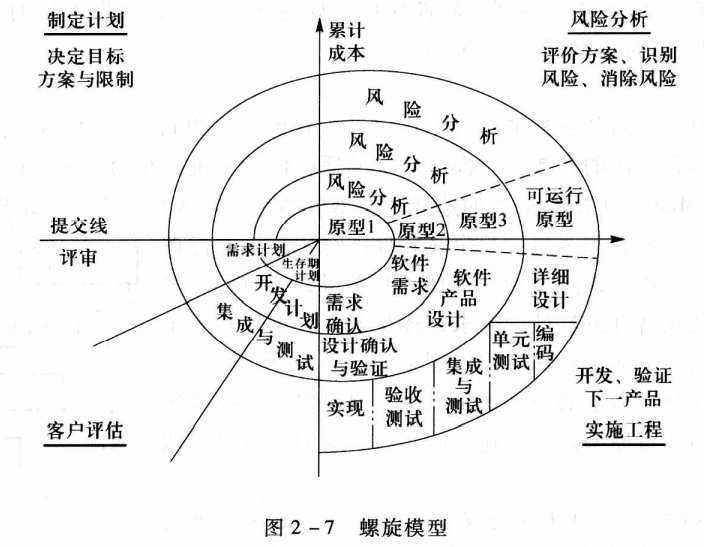 制定计划
决定目标
方案与限制
累计
成本
风险分析
评价方案、识别
风险、消除风险
风险分析
风险分析
风险分析
可运行
原型
原型1
原型2
原型3
提交线
评审
需求计划
生存期
计划
开发计划
集成与测试
软件
需求
软件
产品
设计
详细
设计
需求
确认
设计确认
与验证
单元
测试
编码
集成
与
测试
验收
测试
实现
开发、验证
下一产品
实施工程
客户评估
图2-7 螺旋模型